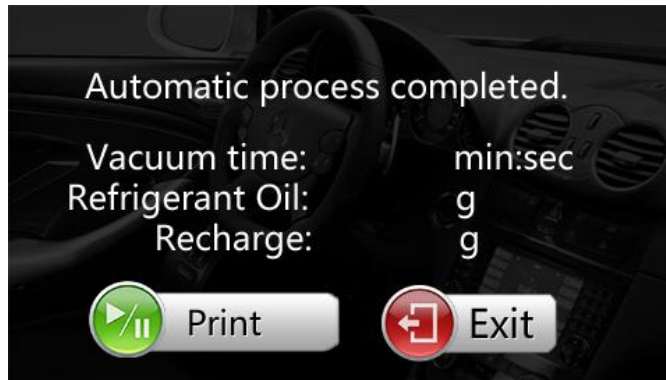 Automatic process completed.
Vacuum time: min:sec
Refrigerant Oil: g
Recharge: g
Print Exit